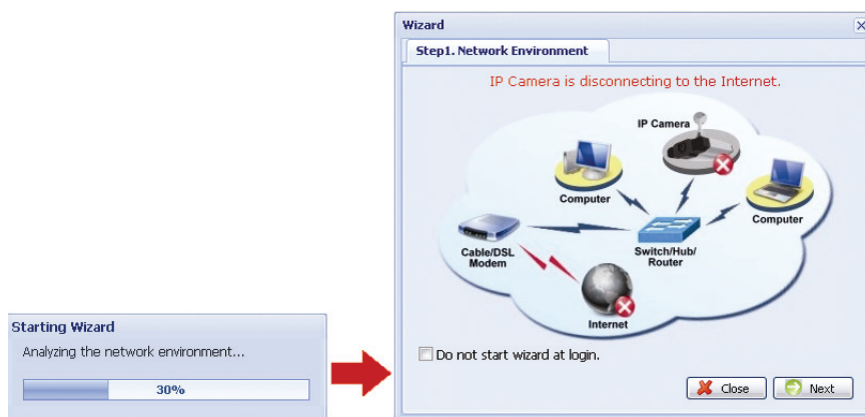 Starting Wizard
Analyzing the network environment...
30%
Wizard
Step1. Network Environment
IP Camera is disconnecting to the Internet.
IP Camera
Computer
Computer
Cable/DSL
Modem
Switch/Hub/
Router
Internet
Do not start wizard at login.
Close
Next